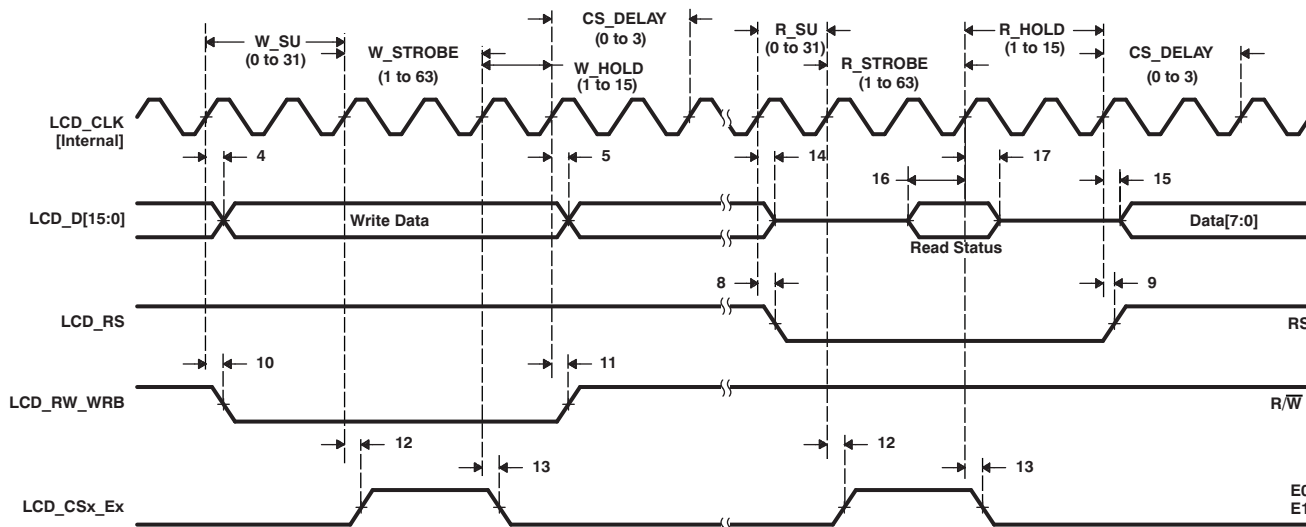 CS_DELAY
(0 to 3)
W_SU
(0 to 31)
W_STROBE
(1 to 63)
W_HOLD
(1 to 15)
R_SU
(0 to 31)
R_STROBE
(1 to 63)
R_HOLD
(1 to 15)
CS_DELAY
(0 to 3)
LCD_CLK
[Internal]
4
5
14
17
16
15
LCD_D[15:0]
Write Data
Read Status
Data[7:0]
8
9
LCD_RS
RS
10
11
LCD_RW_WRB
R/W
12
13
12
13
LCD_CSx_Ex
E0
E1